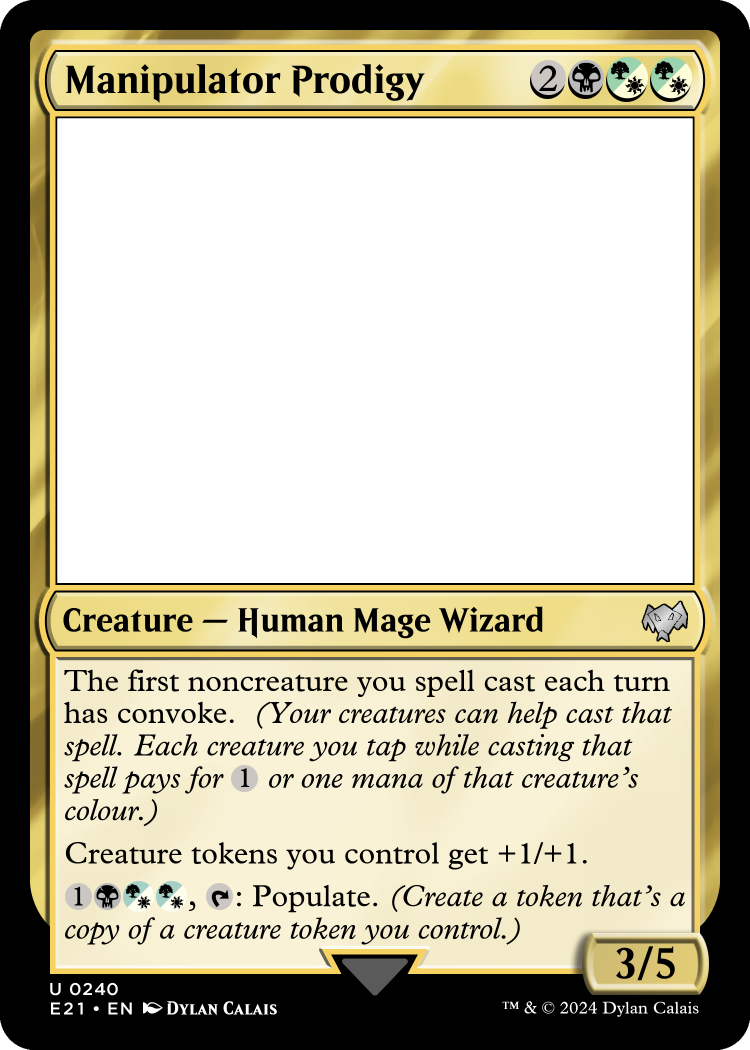 Manipulator Prodigy 2
Creature — Human Mage Wizard
The first noncreature you spell cast each turn
has convoke. (Your creatures can help cast that
spell. Each creature you tap while casting that
spell pays for 1 or one mana of that creature's
colour.)
Creature tokens you control get +1/+1.
1 , : Populate. (Create a token that's a
copy of a creature token you control.)
3/5
U 0240
E21 • EN Dylan Calais
™ & © 2024 Dylan Calais